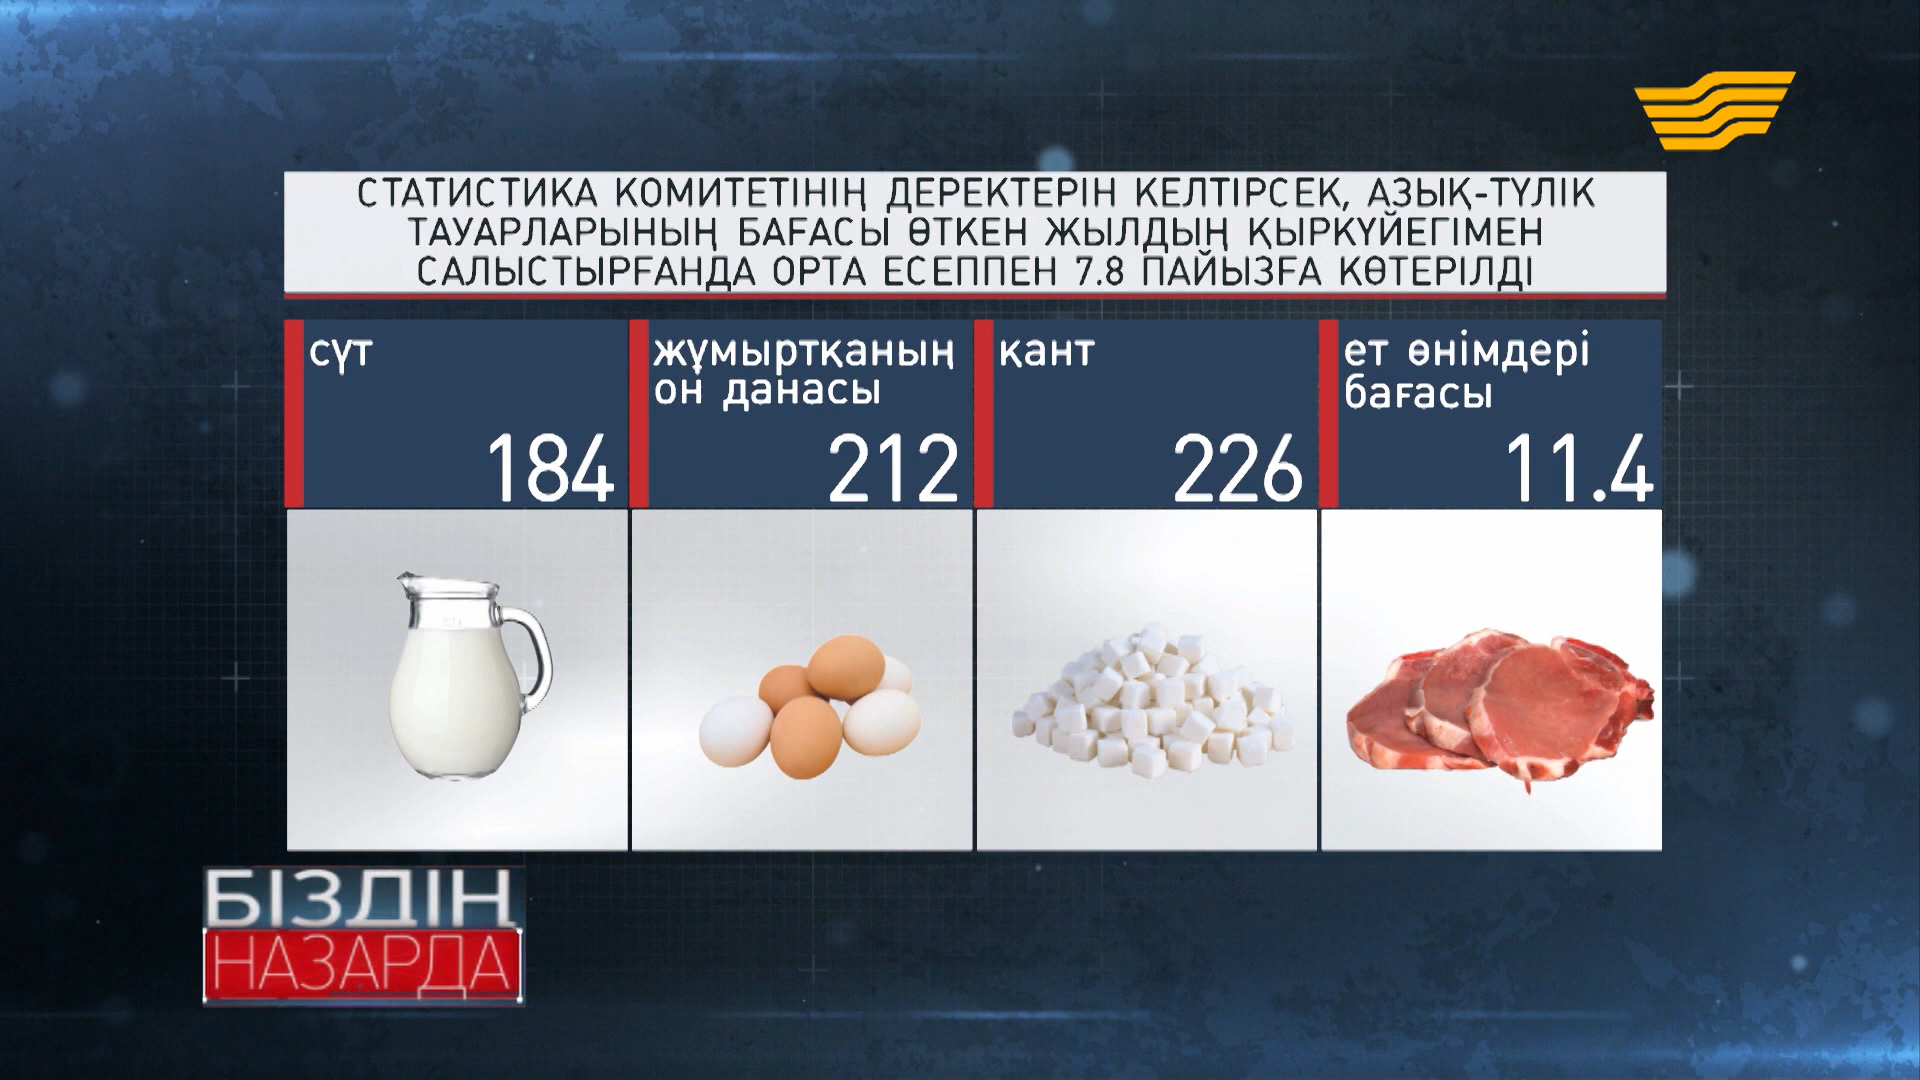 СТАТИСТИКА КОМИТЕТІНІҢ ДЕРЕКТЕРІН КЕЛТІРСЕК, АЗЫҚ-ТҮЛІК
ТАУАРЛАРЫНЫҢ БАҒАСЫ ӨТКЕН ЖЫЛДЫҢ ҚЫРКҮЙЕГІМЕН
САЛЫСТЫРҒАНДА ОРТА ЕСЕППЕН 7.8 ПАЙЫЗҒА КӨТЕРІЛДІ
сүт
184
жұмыртқаның
он данасы
212
қант
226
ет өнімдері
бағасы
11.4
БІЗДІҢ
НАЗАРДА